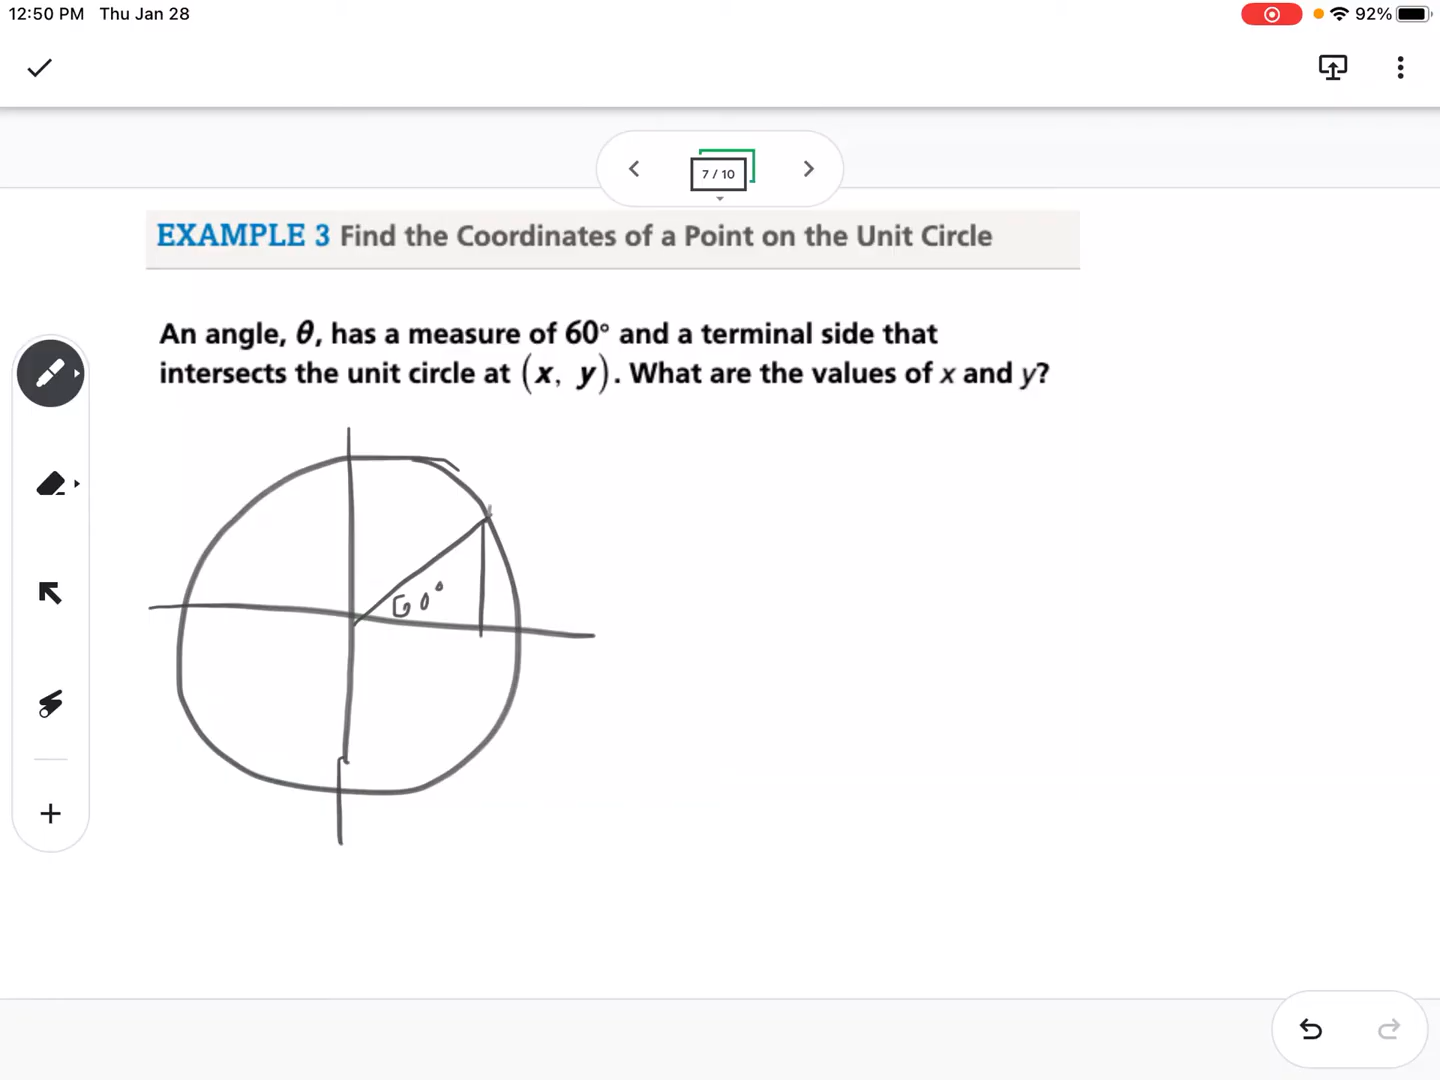 12:50 PM Thu Jan 28
92%
7 / 10
EXAMPLE 3 Find the Coordinates of a Point on the Unit Circle
An angle, θ, has a measure of 60° and a terminal side that
intersects the unit circle at (x, y). What are the values of x and y?
60°